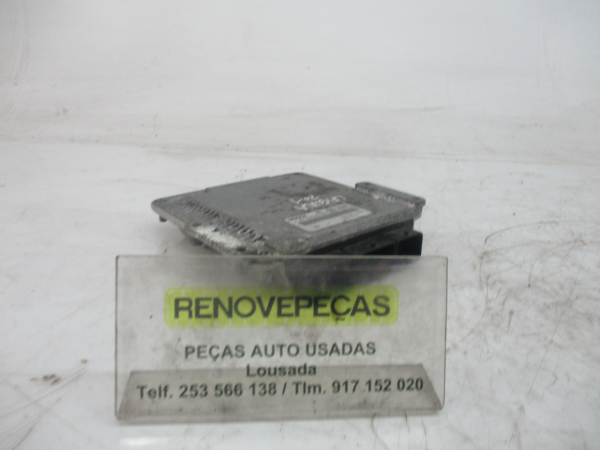 RENOVEPEÇAS
PEÇAS AUTO USADAS
Lousada
Telf. 253 566 138 / Tlm. 917 152 020